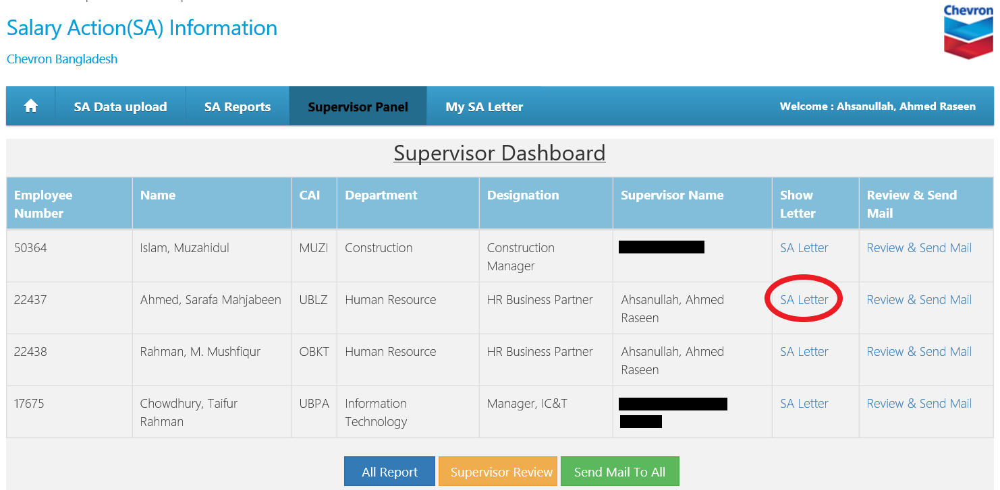 Chevron
Salary Action(SA) Information
Chevron Bangladesh
SA Data upload SA Reports Supervisor Panel My SA Letter Welcome : Ahsanullah, Ahmed Raseen
Supervisor Dashboard
Employee Number Name CAI Department Designation Supervisor Name Show Letter Review & Send Mail
50364 Islam, Muzahidul MUZI Construction Construction Manager SA Letter Review & Send Mail
22437 Ahmed, Sarafa Mahjabeen UBLZ Human Resource HR Business Partner Ahsanullah, Ahmed Raseen SA Letter Review & Send Mail
22438 Rahman, M. Mushfiqur OBKT Human Resource HR Business Partner Ahsanullah, Ahmed Raseen SA Letter Review & Send Mail
17675 Chowdhury, Taifur Rahman UBPA Information Technology Manager, IC&T SA Letter Review & Send Mail
All Report Supervisor Review Send Mail To All